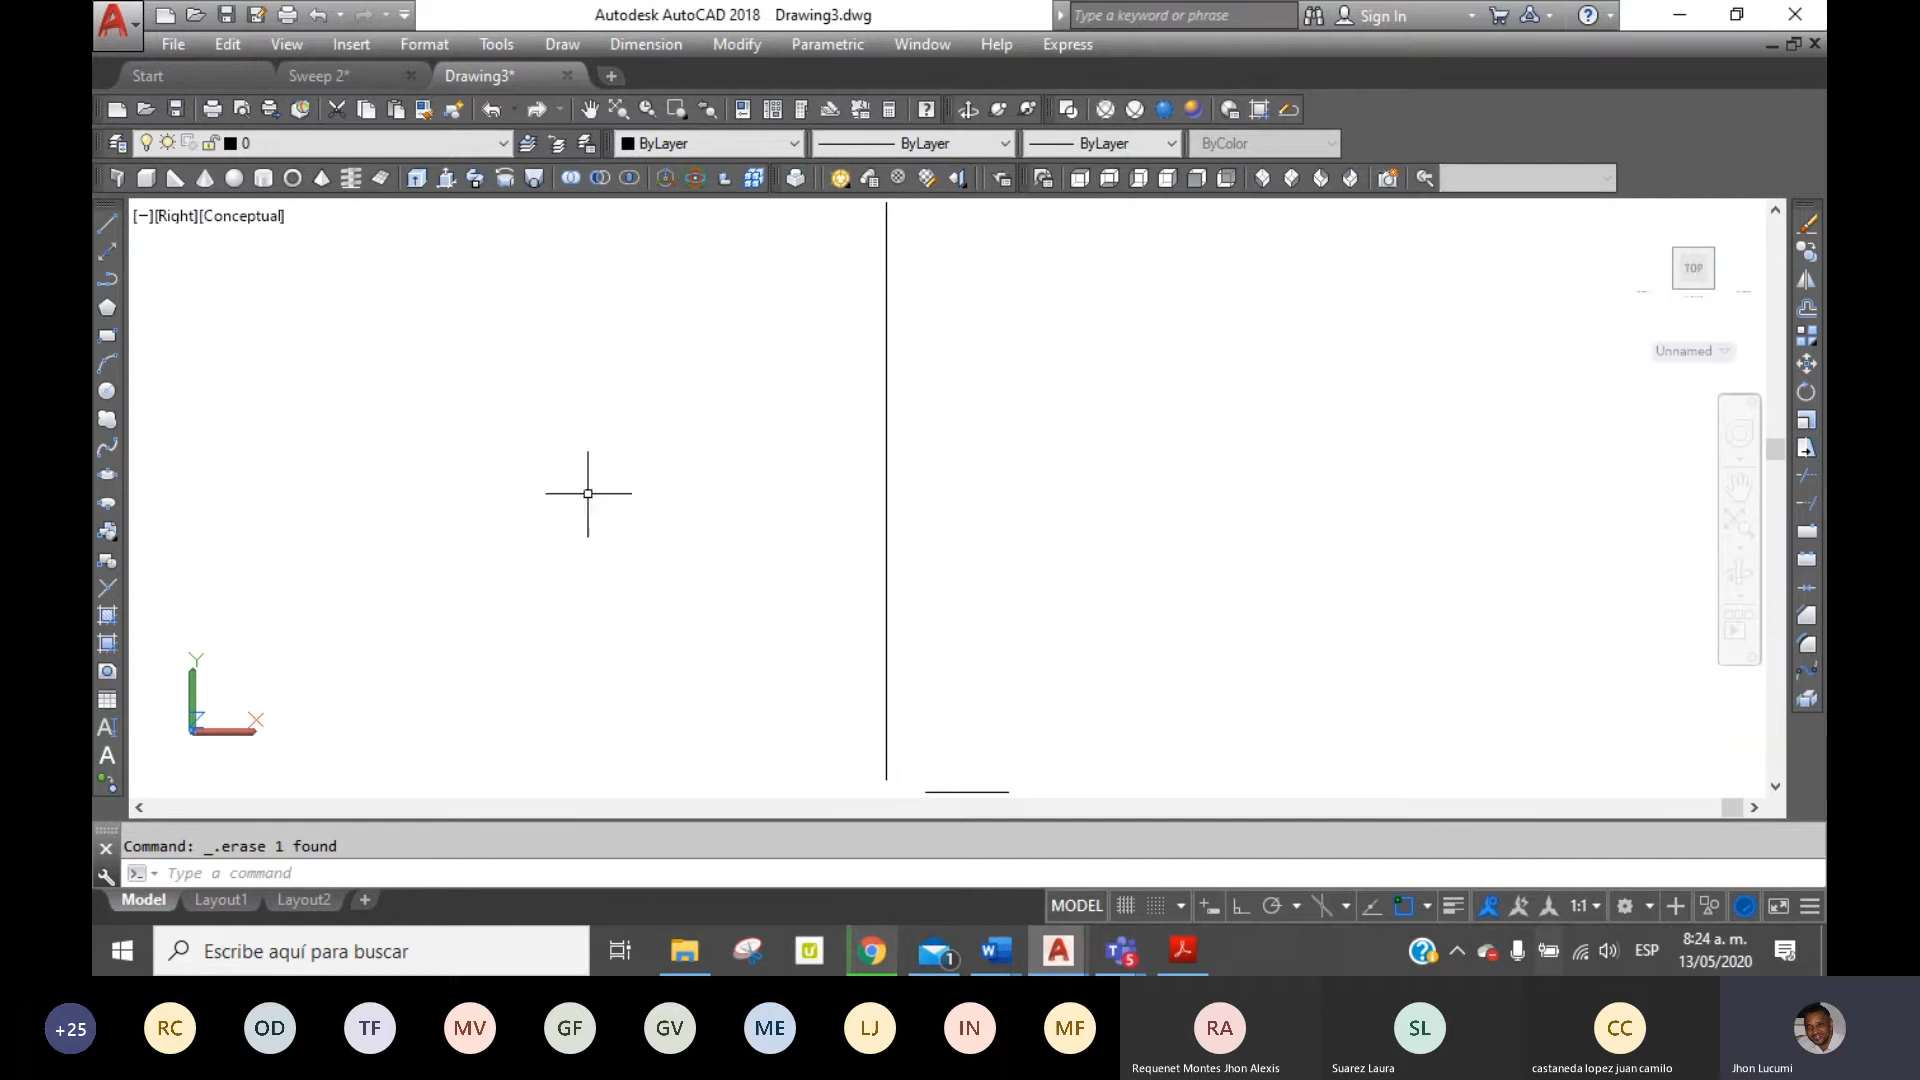 Autodesk AutoCAD 2018 Drawing3.dwg
Type a keyword or phrase
Sign In
File Edit View Insert Format Tools Draw Dimension Modify Parametric Window Help Express
Start Sweep 2* Drawing3*
0 ByLayer ByLayer ByLayer ByColor
[−][Right][Conceptual]
TOP
Unnamed
Y
Z
X
Command: _.erase 1 found
Type a command
Model Layout1 Layout2
MODEL 1:1
Escribe aquí para buscar
1
5
ESP
8:24 a. m.
13/05/2020
+25 RC OD TF MV GF GV ME LJ IN MF RA SL CC
Requenet Montes Jhon Alexis
Suarez Laura
castaneda lopez juan camilo
Jhon Lucumi